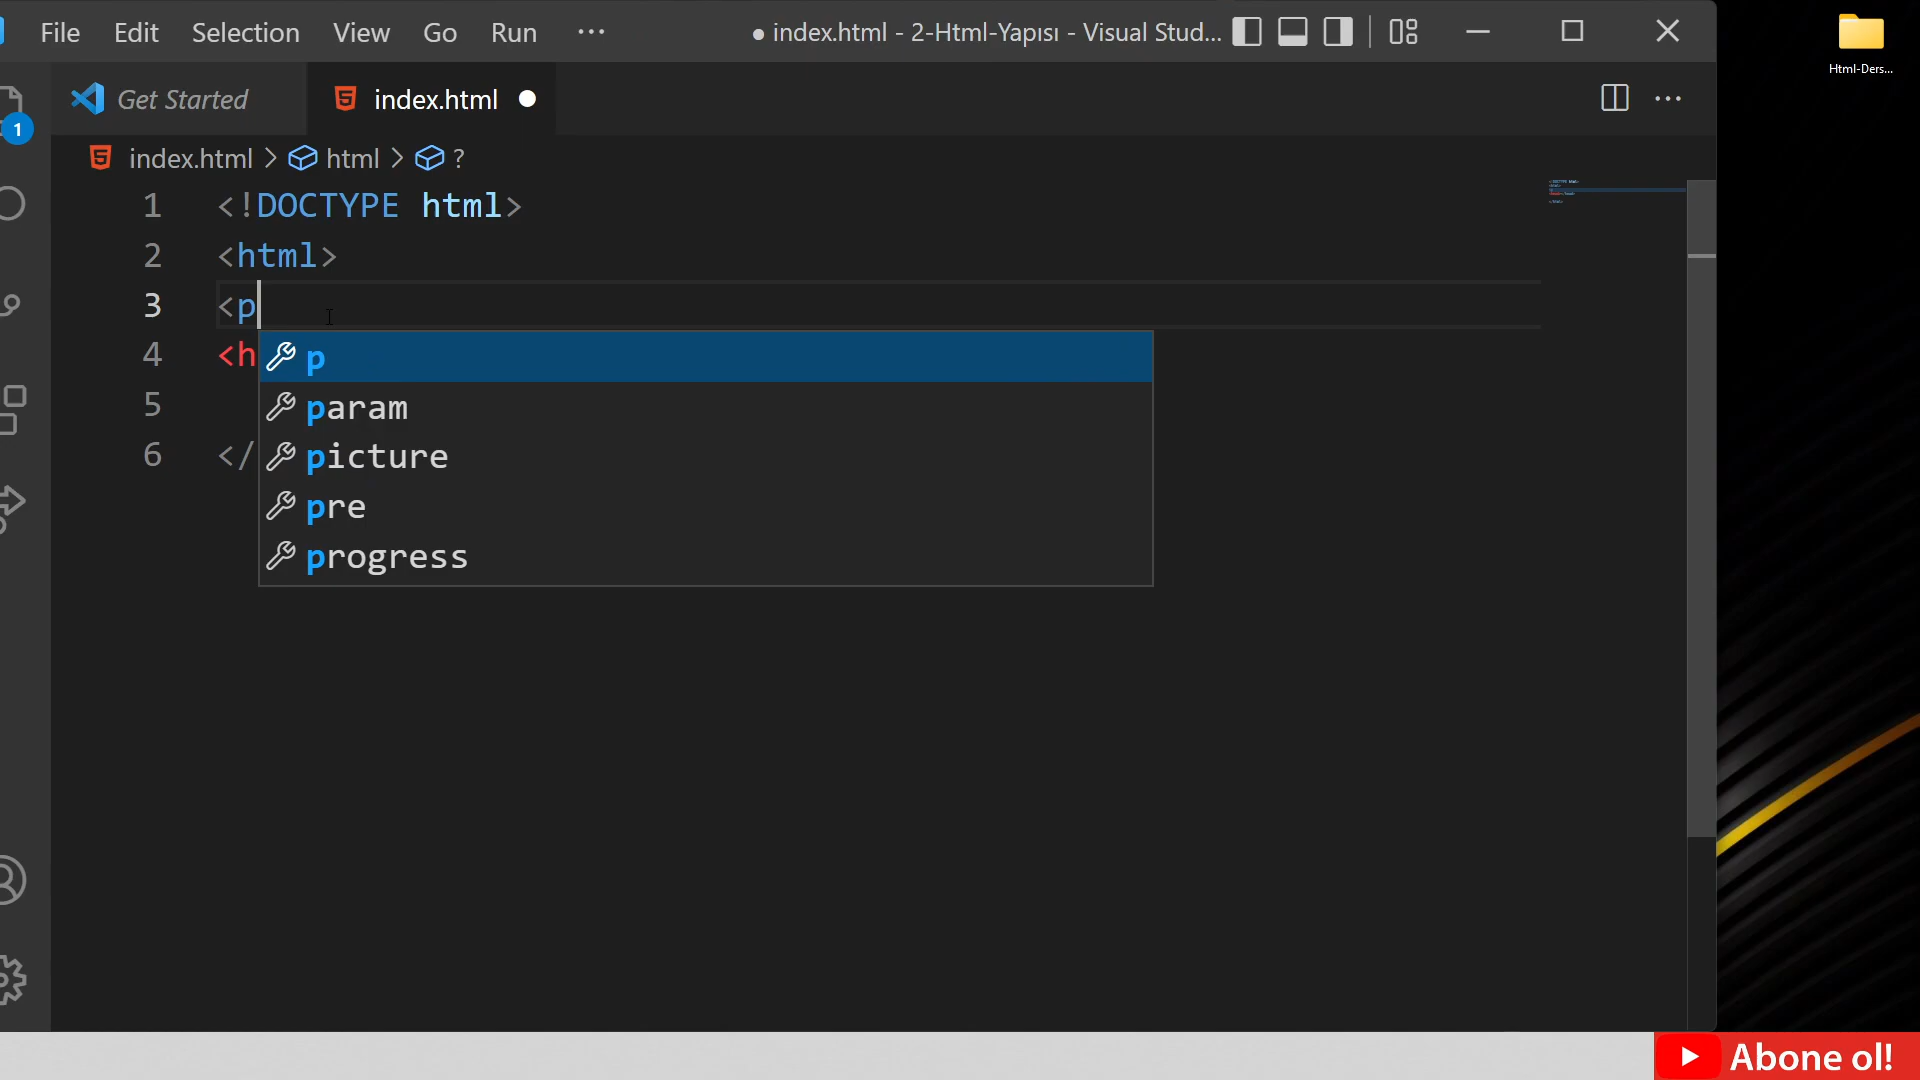 File Edit Selection View Go Run ··· ● index.html - 2-Html-Yapısı - Visual Stud...
Html-Ders...
Get Started index.html ●
1
index.html > html > ?
1 <!DOCTYPE html>
2 <html>
3 <p
p
4 <h
param
5
picture
6 </
pre
progress
Abone ol!